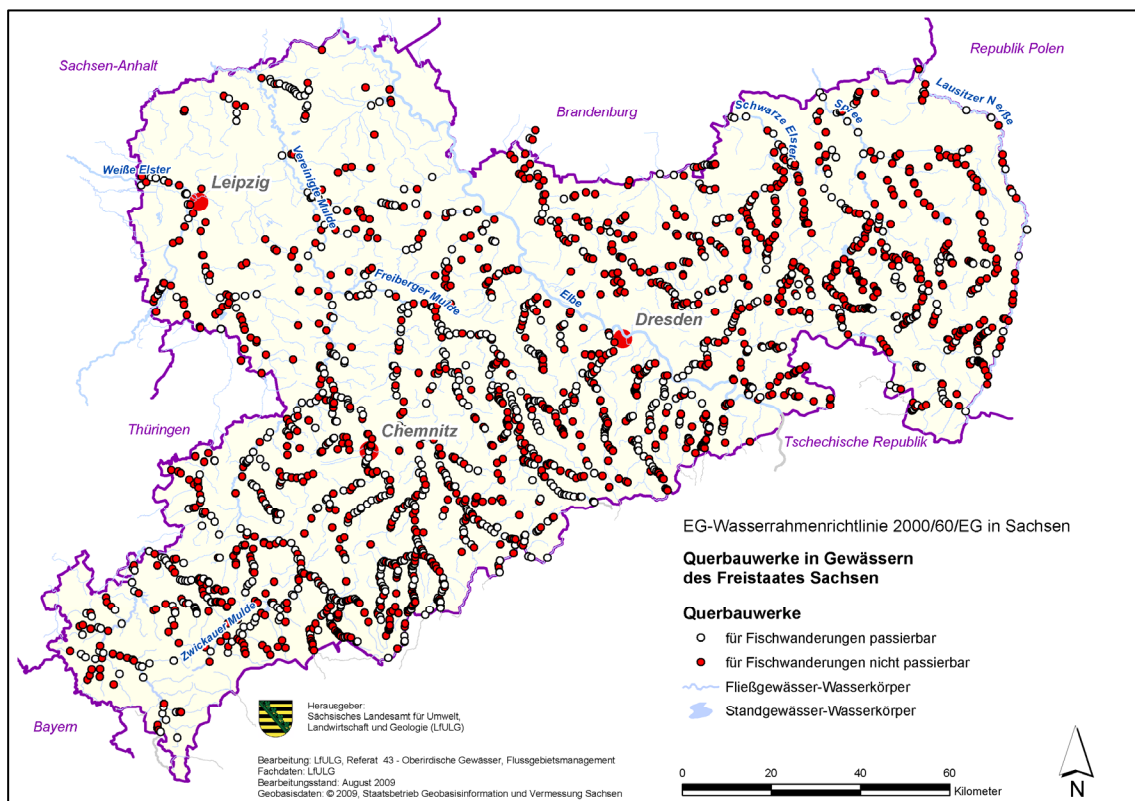 Republik Polen
Sachsen-Anhalt
Brandenburg
Lausitzer Neiße
Schwarze Elster
Spree
Weiße Elster
Leipzig
Vereinigte Mulde
Freiberger Mulde
Elbe
Dresden
Thüringen
Chemnitz
Tschechische Republik
Zwickauer Mulde
Bayern
EG-Wasserrahmenrichtlinie 2000/60/EG in Sachsen
Querbauwerke in Gewässern
des Freistaates Sachsen
Querbauwerke
für Fischwanderungen passierbar
für Fischwanderungen nicht passierbar
Fließgewässer-Wasserkörper
Standgewässer-Wasserkörper
Herausgeber:
Sächsisches Landesamt für Umwelt,
Landwirtschaft und Geologie (LfULG)
Bearbeitung: LfULG, Referat 43 - Oberirdische Gewässer, Flussgebietsmanagement
Fachdaten: LfULG
Bearbeitungsstand: August 2009
Geobasisdaten: © 2009, Staatsbetrieb Geobasisinformation und Vermessung Sachsen
0 20 40 60
Kilometer
N